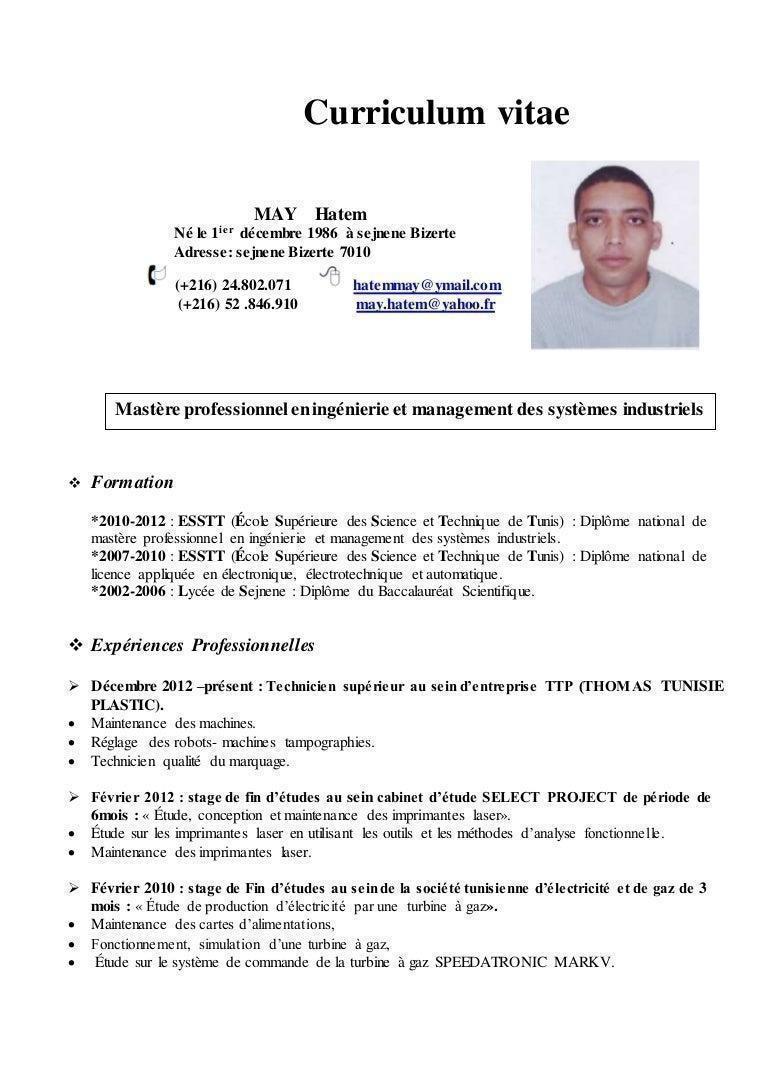 Curriculum vitae
MAY Hatem
Né le 1ier décembre 1986 à sejnene Bizerte
Adresse: sejnene Bizerte 7010
(+216) 24.802.071 hatemmay@ymail.com
(+216) 52 .846.910 may.hatem@yahoo.fr
Mastère professionnel en ingénierie et management des systèmes industriels
❖ Formation
*2010-2012 : ESSTT (École Supérieure des Science et Technique de Tunis) : Diplôme national de
mastère professionnel en ingénierie et management des systèmes industriels.
*2007-2010 : ESSTT (École Supérieure des Science et Technique de Tunis) : Diplôme national de
licence appliquée en électronique, électrotechnique et automatique.
*2002-2006 : Lycée de Sejnene : Diplôme du Baccalauréat Scientifique.
❖ Expériences Professionnelles
➢ Décembre 2012 –présent : Technicien supérieur au sein d’entreprise TTP (THOMAS TUNISIE
PLASTIC).
• Maintenance des machines.
• Réglage des robots- machines tampographies.
• Technicien qualité du marquage.
➢ Février 2012 : stage de fin d’études au sein cabinet d’étude SELECT PROJECT de période de
6mois : « Étude, conception et maintenance des imprimantes laser».
• Étude sur les imprimantes laser en utilisant les outils et les méthodes d’analyse fonctionnelle.
• Maintenance des imprimantes laser.
➢ Février 2010 : stage de Fin d’études au sein de la société tunisienne d’électricité et de gaz de 3
mois : « Étude de production d’électricité par une turbine à gaz».
• Maintenance des cartes d’alimentations,
• Fonctionnement, simulation d’une turbine à gaz,
• Étude sur le système de commande de la turbine à gaz SPEEDATRONIC MARKV.